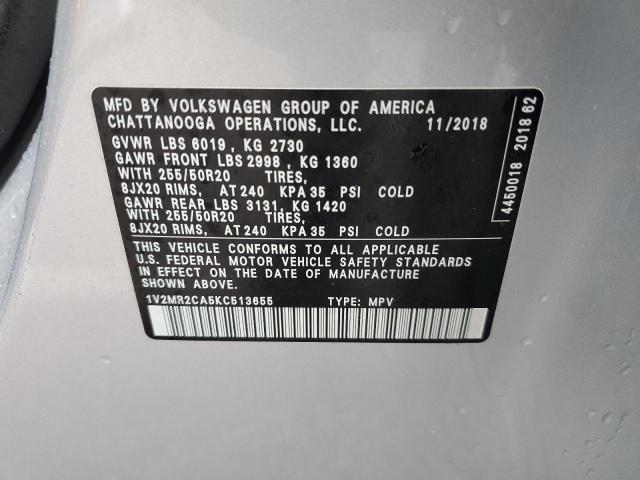 MFD BY VOLKSWAGEN GROUP OF AMERICA
CHATTANOOGA OPERATIONS, LLC. 11/2018
GVWR LBS 6019, KG 2730
GAWR FRONT LBS 2998, KG 1360
WITH 255/50R20 TIRES,
8JX20 RIMS, AT 240 KPA 35 PSI COLD
GAWR REAR LBS 3131, KG 1420
WITH 255/50R20 TIRES,
8JX20 RIMS, AT 240 KPA 35 PSI COLD
THIS VEHICLE CONFORMS TO ALL APPLICABLE
U.S. FEDERAL MOTOR VEHICLE SAFETY STANDARDS
IN EFFECT ON THE DATE OF MANUFACTURE
SHOWN ABOVE.
1V2MR2CA5KC513655 TYPE: MPV
4450018 2018 62